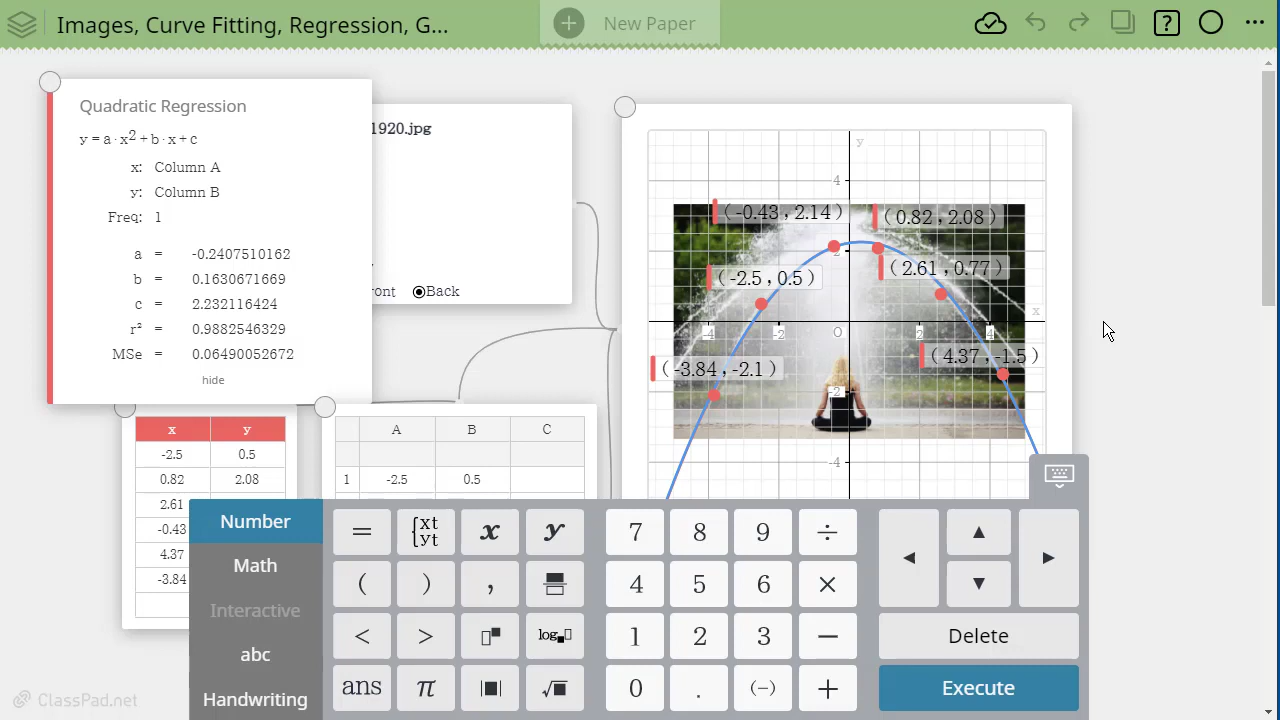 Images, Curve Fitting, Regression, G...
New Paper
?
Quadratic Regression
y = a · x² + b · x + c
x: Column A
y: Column B
Freq: 1
a = -0.2407510162
b = 0.1630671669
c = 2.232116424
r² = 0.9882546329
MSe = 0.06490052672
hide
1920.jpg
ront Back
y
4
2
(-0.43 , 2.14)
(0.82 , 2.08)
(-2.5 , 0.5)
(2.61 , 0.77)
x
-4 -2 O 2 4
(4.37 , -1.5)
(-3.84 , -2.1)
-2
-4
x y
-2.5 0.5
0.82 2.08
2.61
-0.43
4.37
-3.84
A B C
1 -2.5 0.5
Number
Math
Interactive
abc
Handwriting
= {xt yt x y 7 8 9 ÷
( ) , 4 5 6 ×
< > log 1 2 3 −
ans π |■| √■ 0 . (−) +
◀ ▲ ▼ ▶
Delete
Execute
ClassPad.net